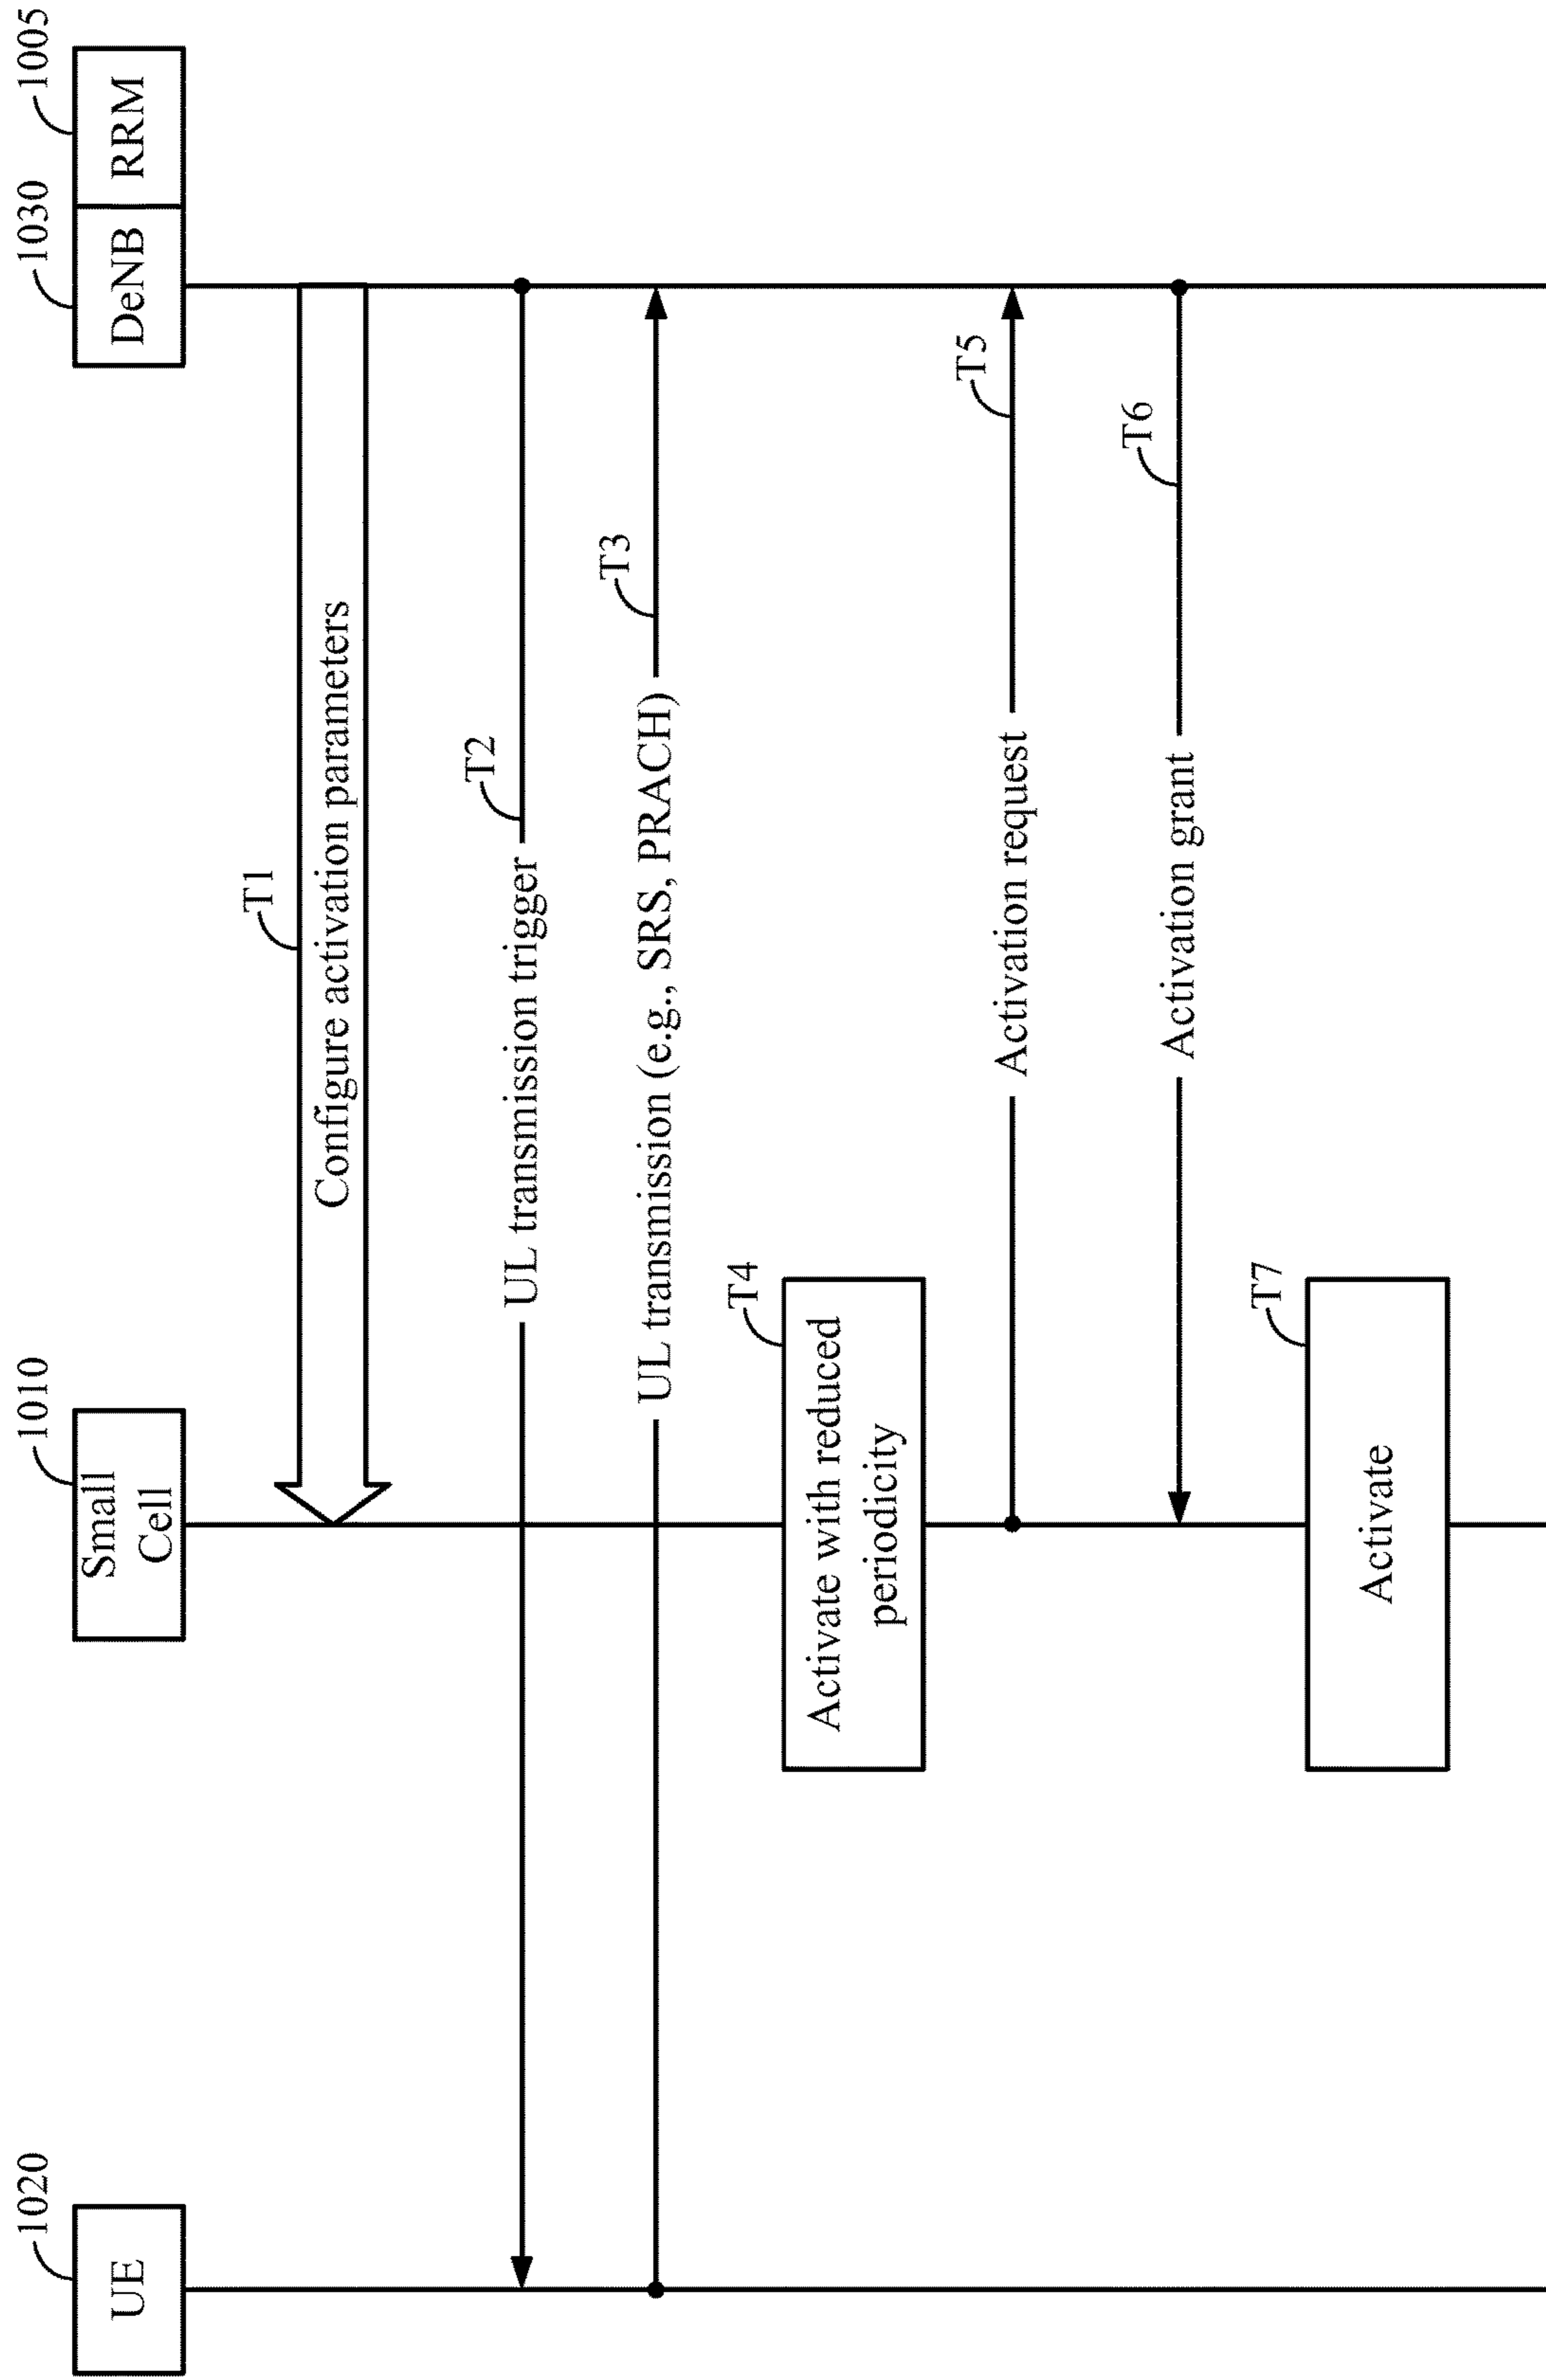 1020
1010
1030
1005
UE
Small
Cell
DeNB
RRM
T1
Configure activation parameters
T2
UL transmission trigger
T3
UL transmission (e.g., SRS, PRACH)
T4
Activate with reduced
periodicity
T5
Activation request
T6
Activation grant
T7
Activate